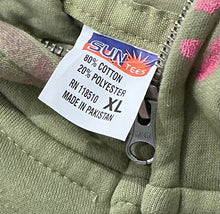 SUN
TEES
80% COTTON
20% POLYESTER
RN 118510 XL
MADE IN PAKISTAN